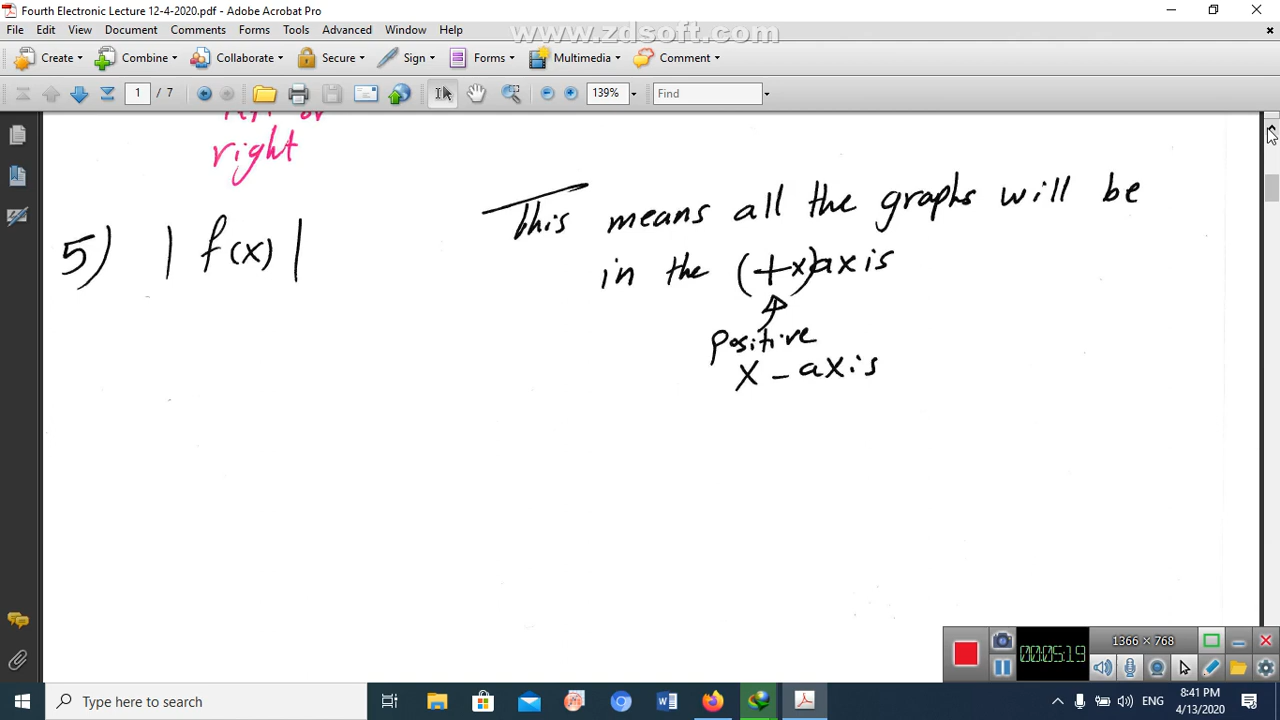 Fourth Electronic Lecture 12-4-2020.pdf - Adobe Acrobat Pro
File Edit View Document Comments Forms Tools Advanced Window Help
www.zdsoft.com
Create Combine Collaborate Secure Sign Forms Multimedia Comment
1 / 7 139% Find
right
This means all the graphs will be
5) | f(x) |
in the (+x) axis
positive
x - axis
1366 × 768
00:05:19
Type here to search
ENG
8:41 PM
4/13/2020